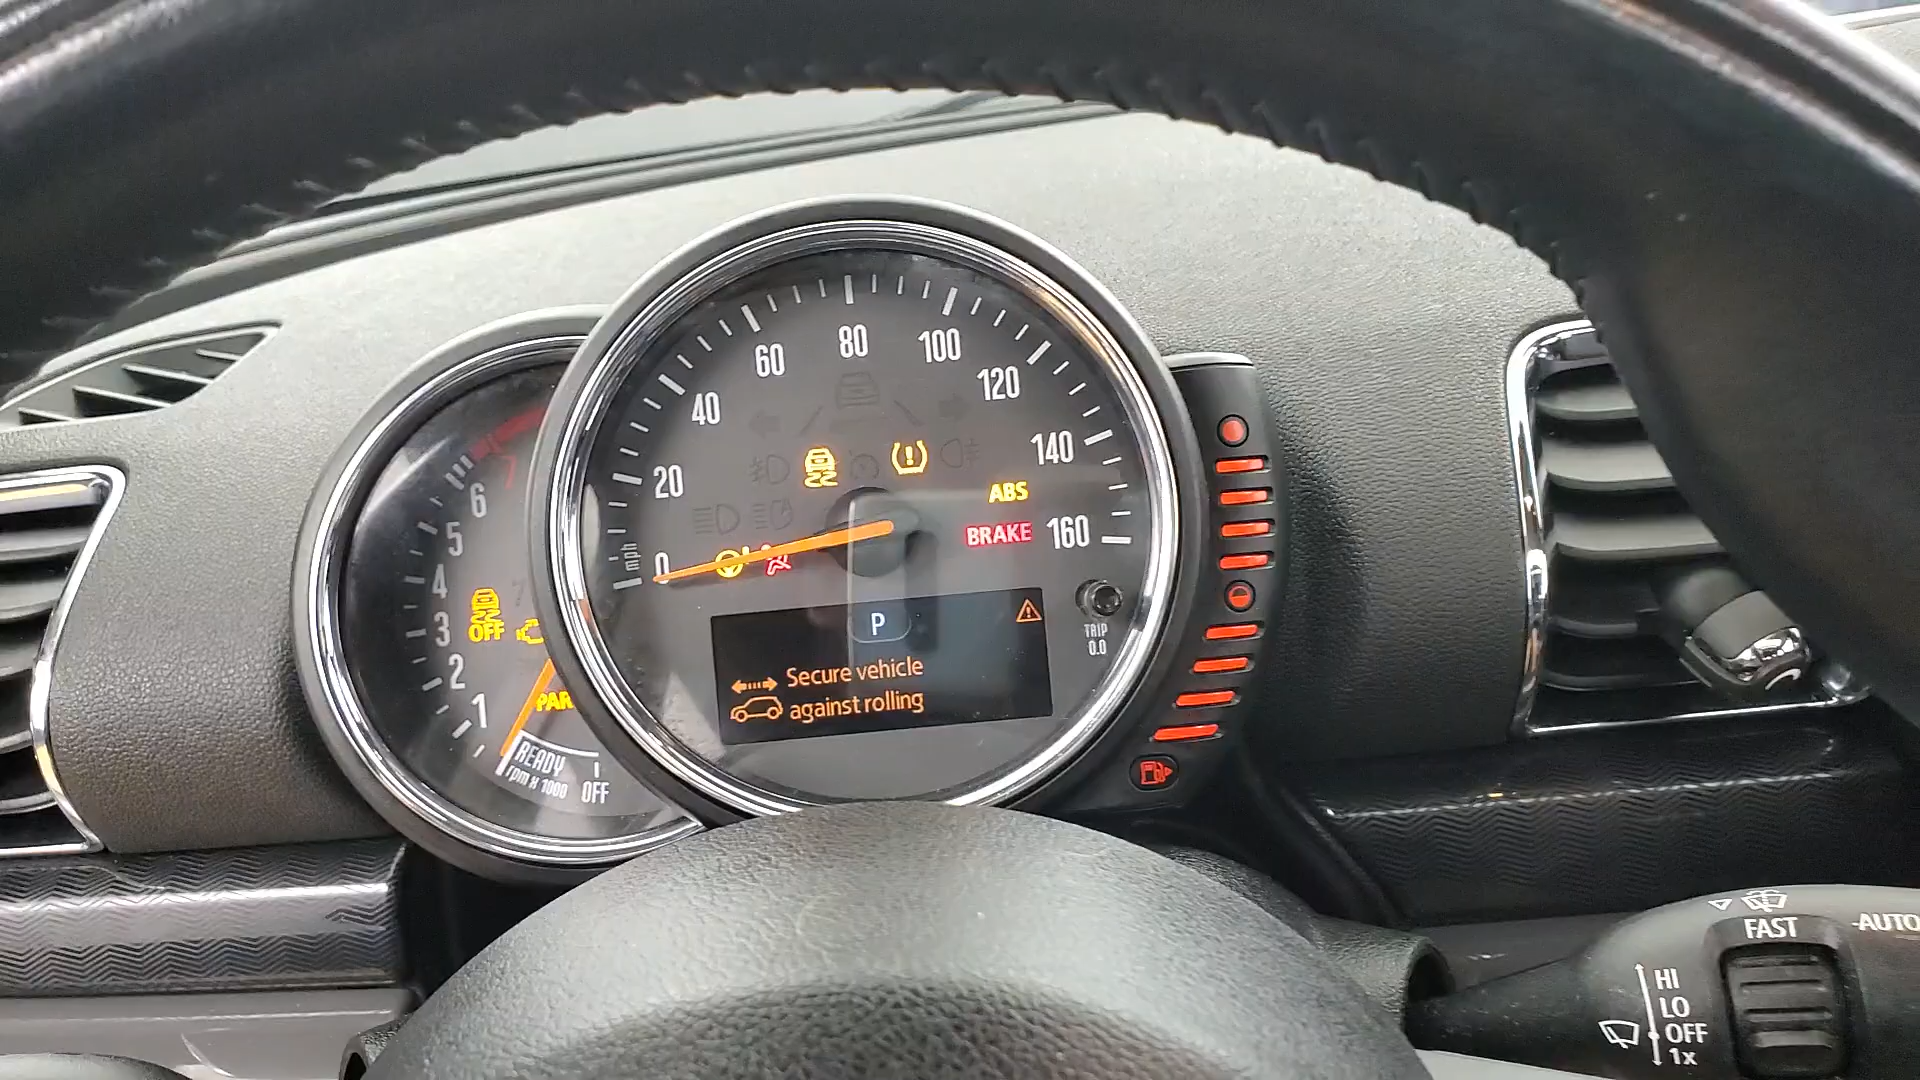 80
60
100
40
120
20
140
ABS
6
BRAKE
160
5
mph
0
4
OFF
3
P
TRIP
0.0
2
Secure vehicle
1
PAR
against rolling
READY
rpm x 1000
OFF
FAST
AUTO
HI
LO
OFF
1x